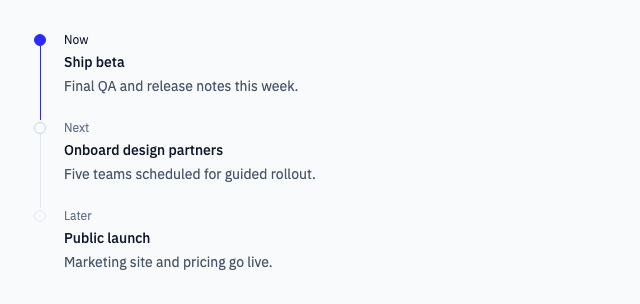 Now
Ship beta
Final QA and release notes this week.
Next
Onboard design partners
Five teams scheduled for guided rollout.
Later
Public launch
Marketing site and pricing go live.